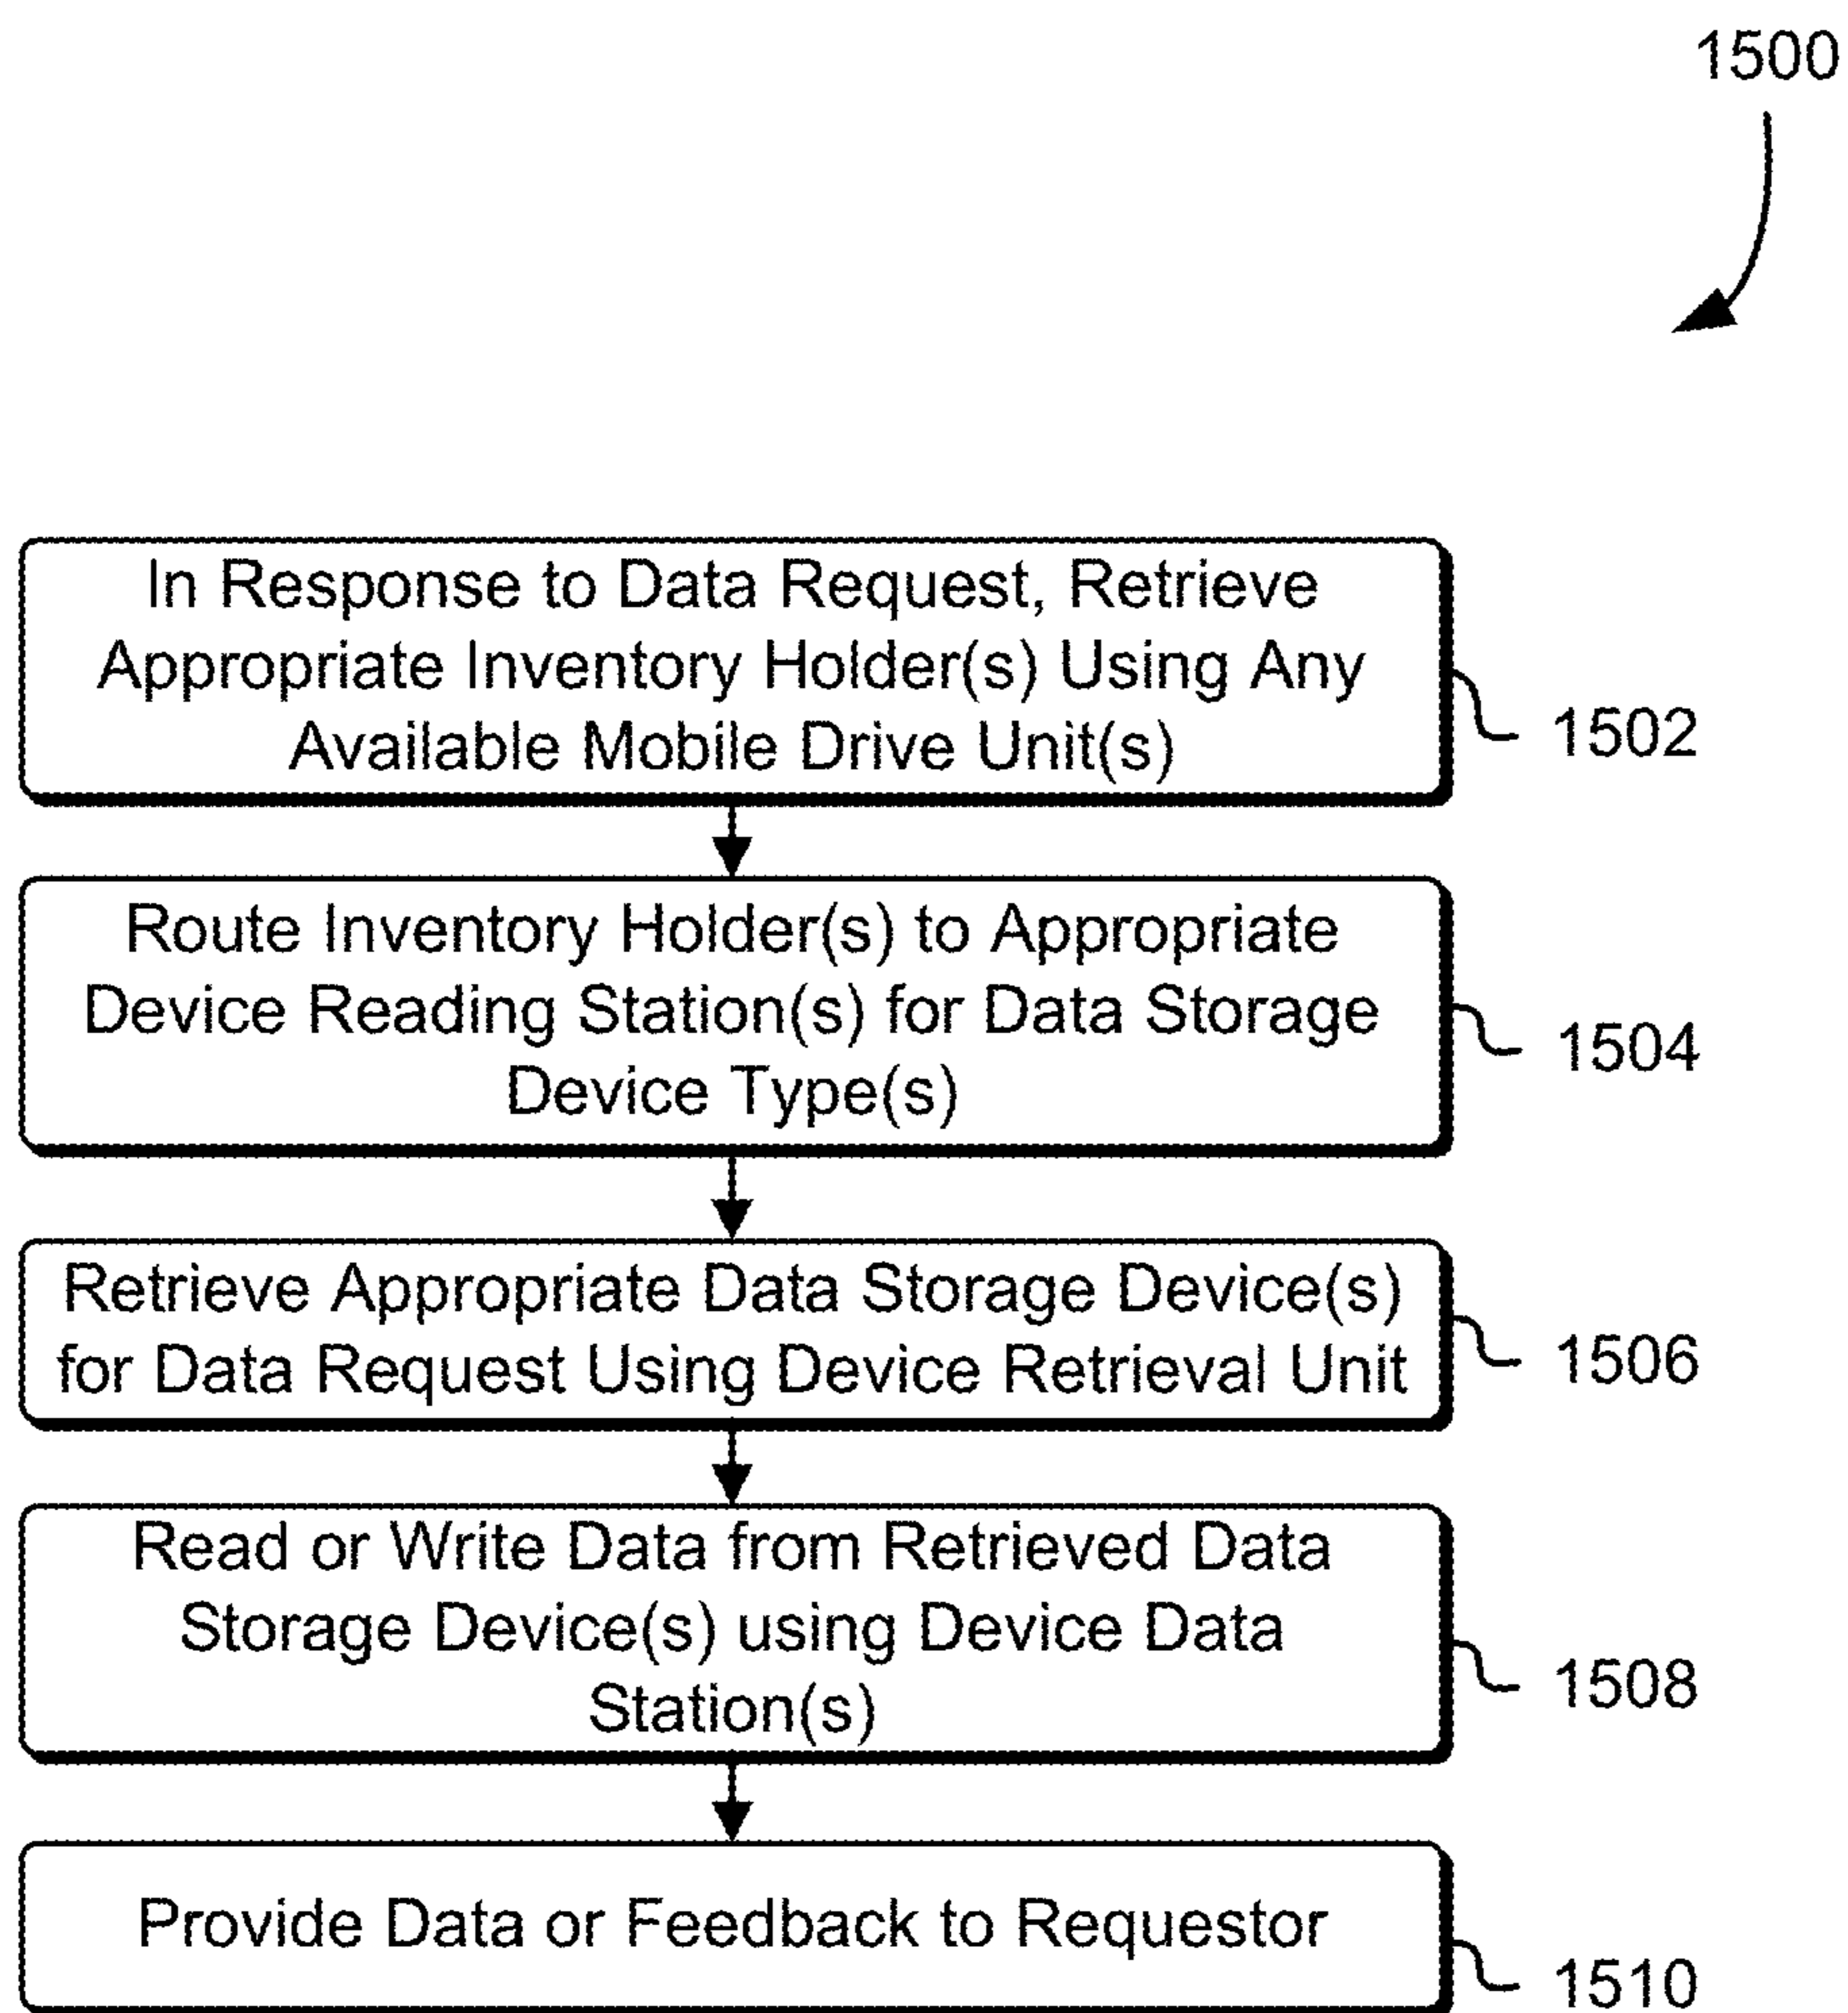 1500
In Response to Data Request, Retrieve
Appropriate Inventory Holder(s) Using Any
Available Mobile Drive Unit(s)
1502
Route Inventory Holder(s) to Appropriate
Device Reading Station(s) for Data Storage
Device Type(s)
1504
Retrieve Appropriate Data Storage Device(s)
for Data Request Using Device Retrieval Unit
1506
Read or Write Data from Retrieved Data
Storage Device(s) using Device Data
Station(s)
1508
Provide Data or Feedback to Requestor
1510